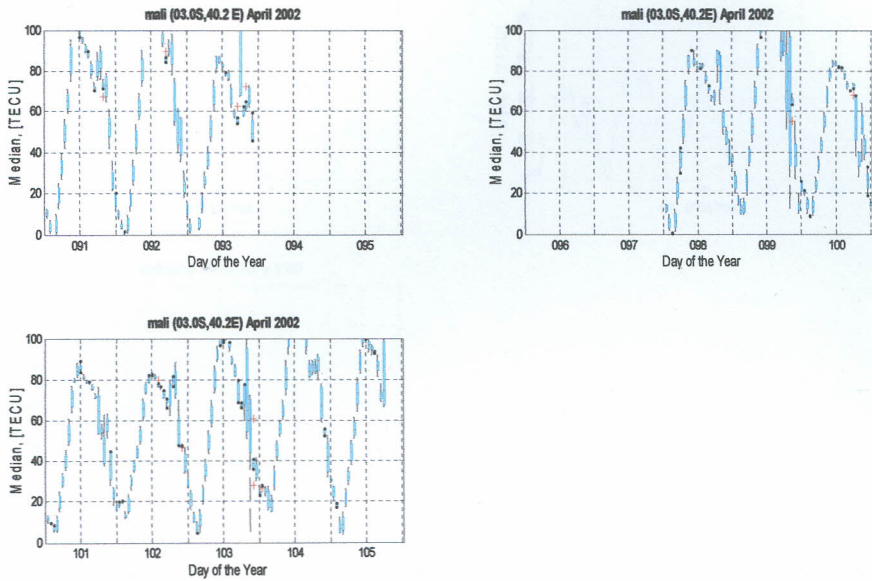 mali (03.0S,40.2 E) April 2002
Median, [TECU]
100
80
60
40
20
0
091 092 093 094 095
Day of the Year
mali (03.0S,40.2E) April 2002
Median, [TECU]
100
80
60
40
20
0
096 097 098 099 100
Day of the Year
mali (03.0S,40.2E) April 2002
Median, [TECU]
100
80
60
40
20
0
101 102 103 104 105
Day of the Year